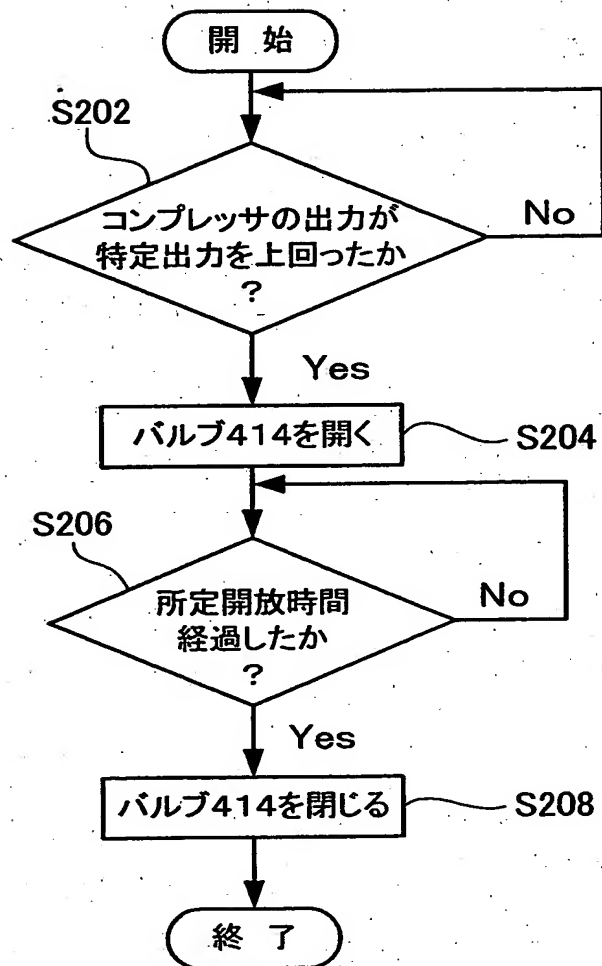 開 始
S202
コンプレッサの出力が
特定出力を上回ったか
?
No
Yes
バルブ414を開く
S204
S206
所定開放時間
経過したか
?
No
Yes
バルブ414を閉じる
S208
終 了